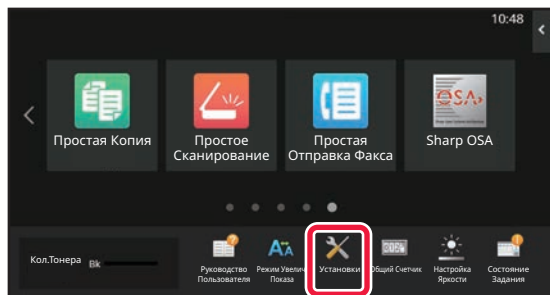 10:48
Простая Копия
Простое
Сканирование
Простая
Отправка Факса
Sharp OSA
OSA
Кол.Тонера
Bk
Руководство
Пользователя
Режим Увелич
Показа
Установки
Общий Счетчик
Настройка
Яркости
Состояние
Задания